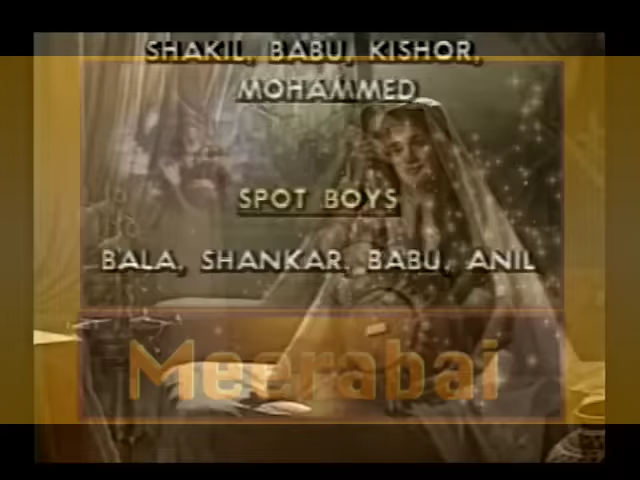 SHAKIL, BABU, KISHOR,
MOHAMMED
SPOT BOYS
BALA, SHANKAR, BABU, ANIL
Meerabai